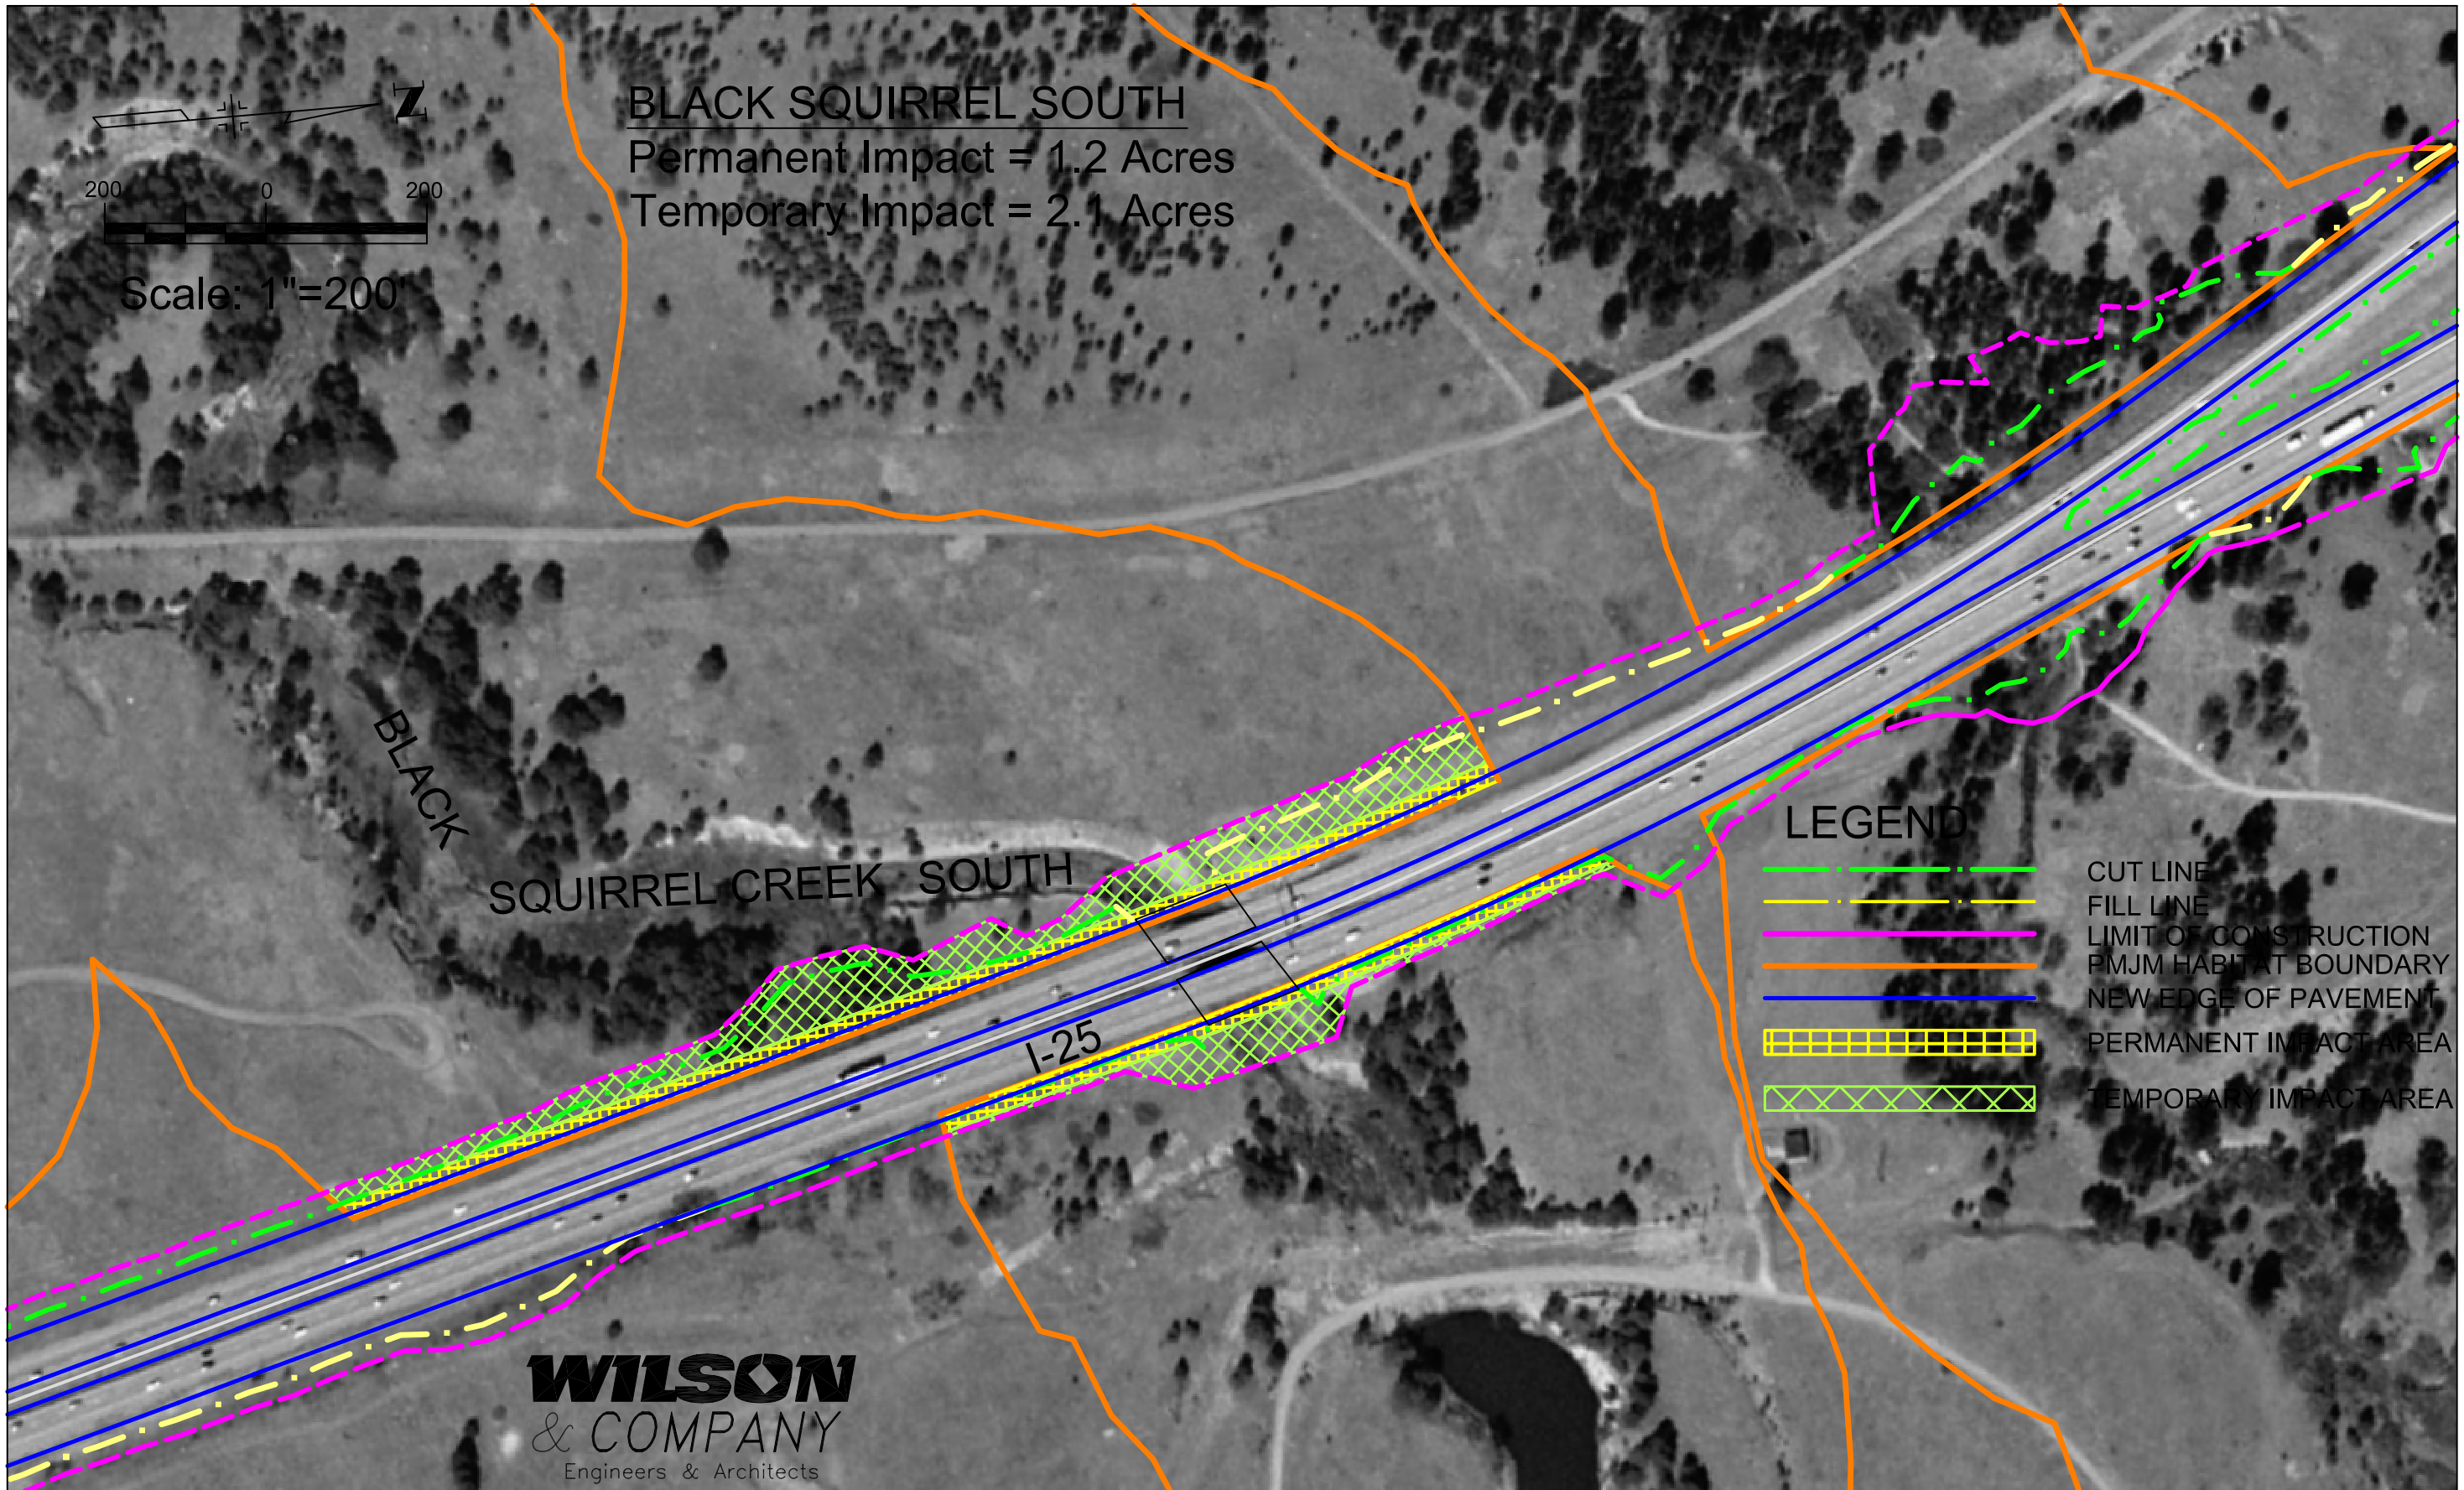 N
BLACK SQUIRREL SOUTH
Permanent Impact = 1.2 Acres
Temporary Impact = 2.1 Acres
200 0 200
Scale: 1"=200'
BLACK
SQUIRREL CREEK SOUTH
I-25
LEGEND
CUT LINE
FILL LINE
LIMIT OF CONSTRUCTION
PMJM HABITAT BOUNDARY
NEW EDGE OF PAVEMENT
PERMANENT IMPACT AREA
TEMPORARY IMPACT AREA
WILSON
& COMPANY
Engineers & Architects